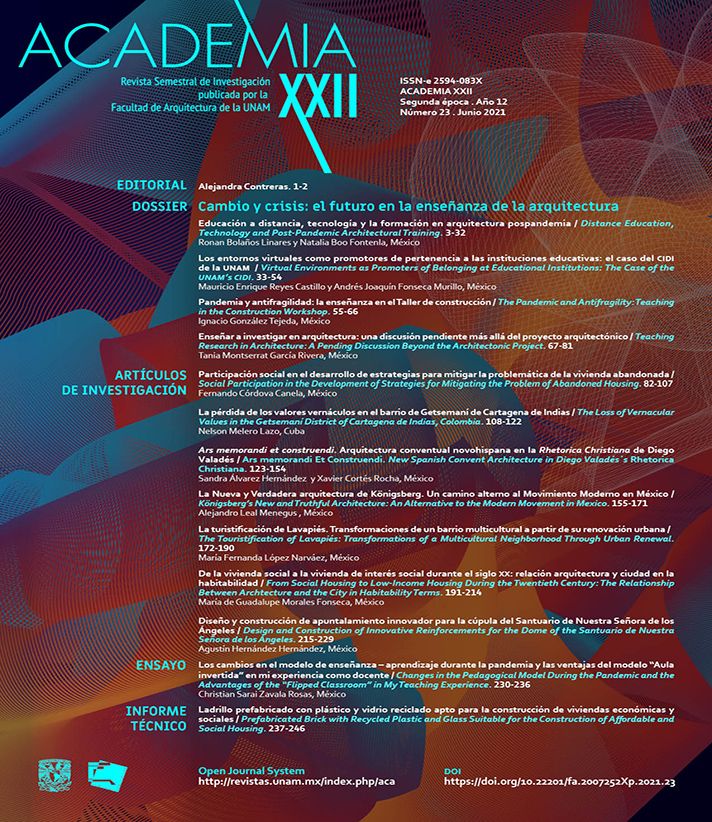 ACADEMIA
XXII
Revista Semestral de Investigación
publicada por la
Facultad de Arquitectura de la UNAM
ISSN-e 2594-083X
ACADEMIA XXII
Segunda época . Año 12
Número 23 . Junio 2021
EDITORIAL
Alejandra Contreras. 1-2
DOSSIER
Cambio y crisis: el futuro en la enseñanza de la arquitectura
Educación a distancia, tecnología y la formación en arquitectura pospandemia / Distance Education,
Technology and Post-Pandemic Architectural Training. 3-32
Ronan Bolaños Linares y Natalia Boo Fontenla, México
Los entornos virtuales como promotores de pertenencia a las instituciones educativas: el caso del CIDI
de la UNAM / Virtual Environments as Promoters of Belonging at Educational Institutions: The Case of the
UNAM's CIDI. 33-54
Mauricio Enrique Reyes Castillo y Andrés Joaquín Fonseca Murillo, México
Pandemia y antifragilidad: la enseñanza en el Taller de construcción / The Pandemic and Antifragility: Teaching
in the Construction Workshop. 55-66
Ignacio González Tejeda, México
Enseñar a investigar en arquitectura: una discusión pendiente más allá del proyecto arquitectónico / Teaching
Research in Architecture: A Pending Discussion Beyond the Architectonic Project. 67-81
Tania Montserrat García Rivera, México
ARTÍCULOS
DE INVESTIGACIÓN
Participación social en el desarrollo de estrategias para mitigar la problemática de la vivienda abandonada /
Social Participation in the Development of Strategies for Mitigating the Problem of Abandoned Housing. 82-107
Fernando Córdova Canela, México
La pérdida de los valores vernáculos en el barrio de Getsemaní de Cartagena de Indias / The Loss of Vernacular
Values in the Getsemaní District of Cartagena de Indias, Colombia. 108-122
Nelson Melero Lazo, Cuba
Ars memorandi et construendi. Arquitectura conventual novohispana en la Rhetorica Christiana de Diego
Valadés / Ars memorandi Et Construendi. New Spanish Convent Architecture in Diego Valadés´s Rhetorica
Christiana. 123-154
Sandra Álvarez Hernández y Xavier Cortés Rocha, México
La Nueva y Verdadera arquitectura de Königsberg. Un camino alterno al Movimiento Moderno en México /
Königsberg's New and Truthful Architecture: An Alternative to the Modern Movement in Mexico. 155-171
Alejandro Leal Menegus , México
La turistificación de Lavapiés. Transformaciones de un barrio multicultural a partir de su renovación urbana /
The Touristification of Lavapiés: Transformations of a Multicultural Neighborhood Through Urban Renewal.
172-190
María Fernanda López Narváez, México
De la vivienda social a la vivienda de interés social durante el siglo XX: relación arquitectura y ciudad en la
habitabilidad / From Social Housing to Low-Income Housing During the Twentieth Century: The Relationship
Between Archtecture and the City in Habitability Terms. 191-214
María de Guadalupe Morales Fonseca, México
Diseño y construcción de apuntalamiento innovador para la cúpula del Santuario de Nuestra Señora de los
Ángeles / Design and Construction of Innovative Reinforcements for the Dome of the Santuario de Nuestra
Señora de los Ángeles. 215-229
Agustín Hernández Hernández, México
ENSAYO
Los cambios en el modelo de enseñanza – aprendizaje durante la pandemia y las ventajas del modelo "Aula
invertida" en mi experiencia como docente / Changes in the Pedagogical Model During the Pandemic and the
Advantages of the "Flipped Classroom" in My Teaching Experience. 230-236
Christian Sarai Zavala Rosas, México
INFORME
TÉCNICO
Ladrillo prefabricado con plástico y vidrio reciclado apto para la construcción de viviendas económicas y
sociales / Prefabricated Brick with Recycled Plastic and Glass Suitable for the Construction of Affordable and
Social Housing. 237-246
Open Journal System
http://revistas.unam.mx/index.php/aca
DOI
https://doi.org/10.22201/fa.2007252Xp.2021.23